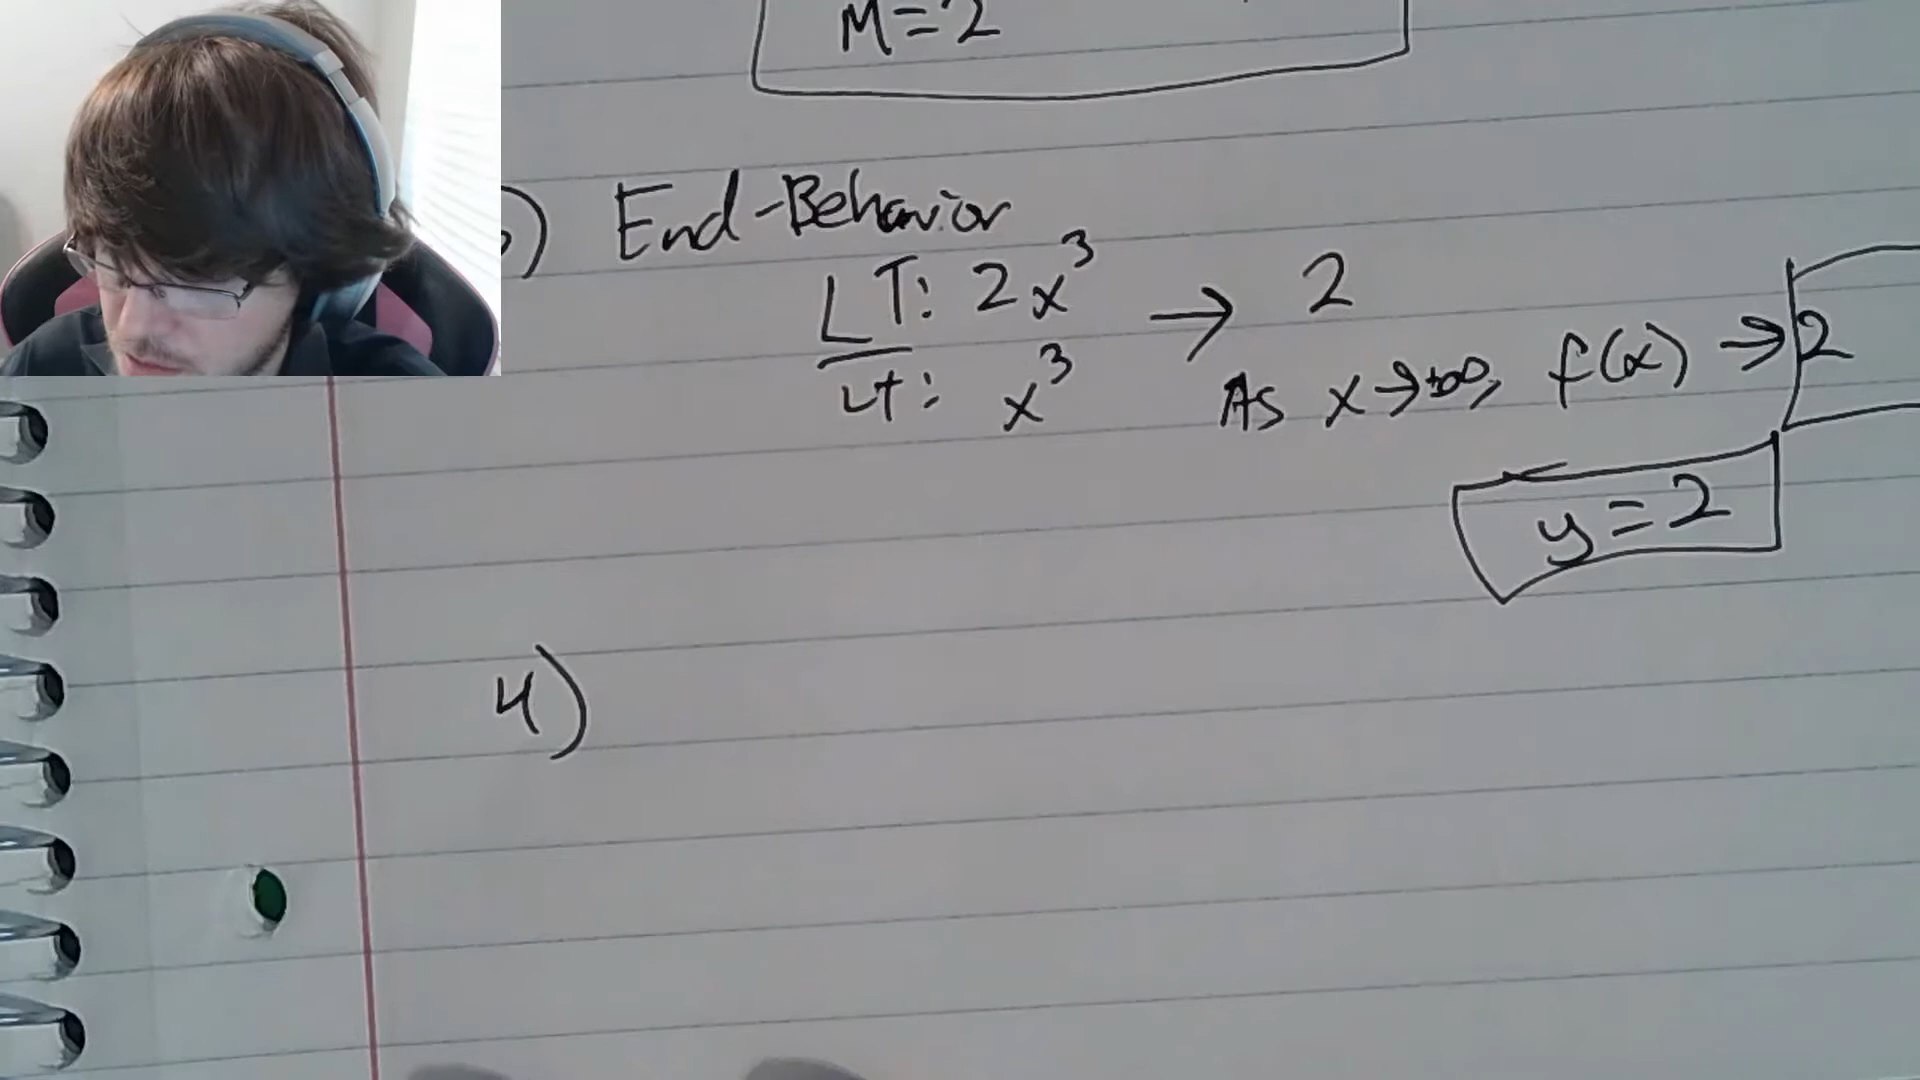 M=2
) End-Behavior
LT: 2x³ → 2
LT: x³
As x→±∞, f(x) → 2
y=2
4)